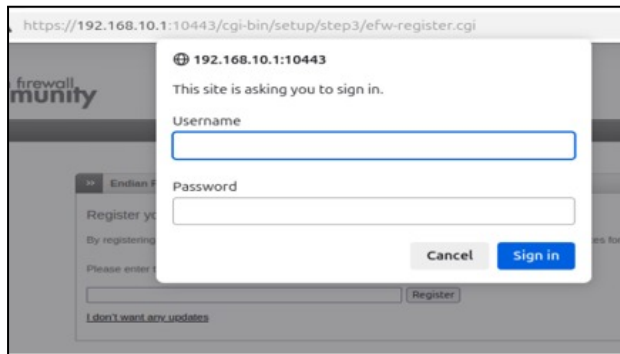 https://192.168.10.1:10443/cgi-bin/setup/step3/efw-register.cgi
firewall
munity
192.168.10.1:10443
This site is asking you to sign in.
Username
Password
Cancel Sign in
>> Endian F
Register yo
By registering es for
Please enter t
Register
I don't want any updates